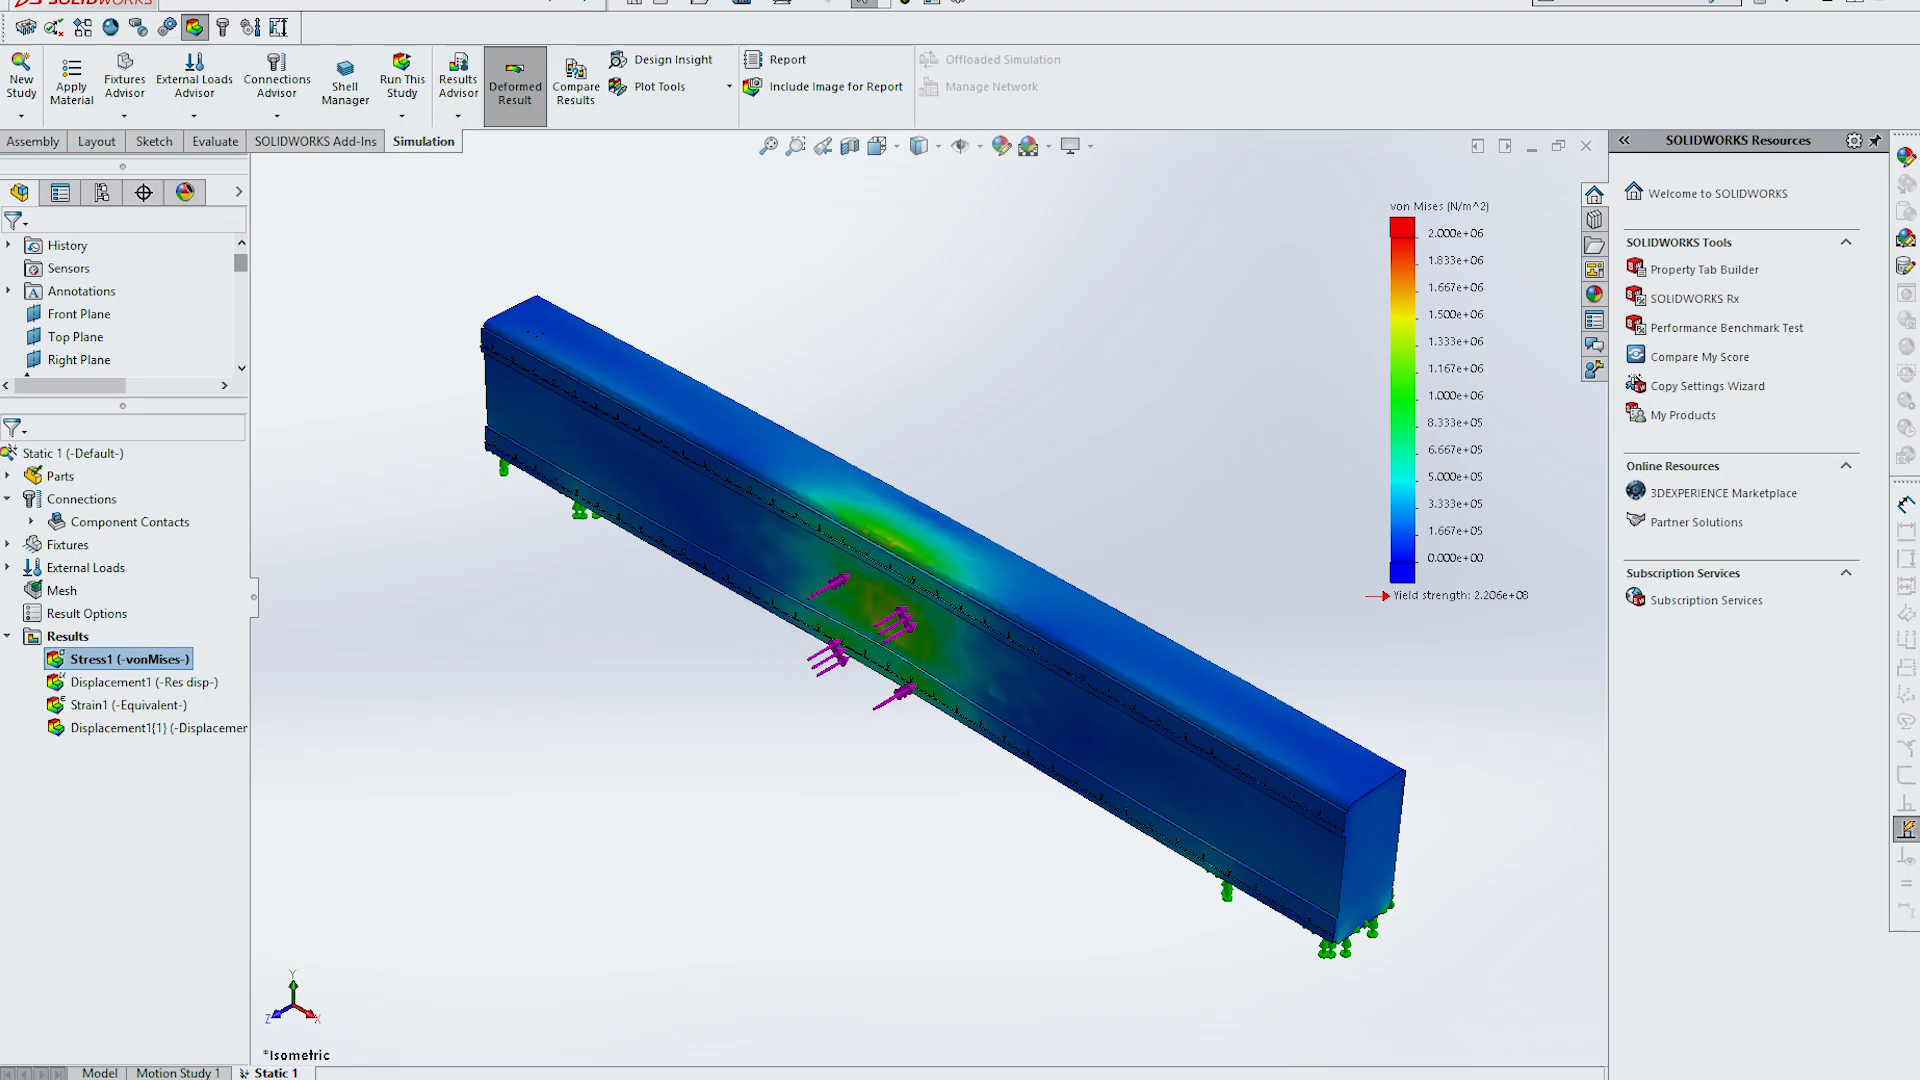 SOLIDWORKS
New Study
Apply Material
Fixtures Advisor
External Loads Advisor
Connections Advisor
Shell Manager
Run This Study
Results Advisor
Deformed Result
Compare Results
Design Insight
Plot Tools
Report
Include Image for Report
Offloaded Simulation
Manage Network
Assembly
Layout
Sketch
Evaluate
SOLIDWORKS Add-Ins
Simulation
History
Sensors
Annotations
Front Plane
Top Plane
Right Plane
Static 1 (-Default-)
Parts
Connections
Component Contacts
Fixtures
External Loads
Mesh
Result Options
Results
Stress1 (-vonMises-)
Displacement1 (-Res disp-)
Strain1 (-Equivalent-)
Displacement1{1} (-Displacemer
von Mises (N/m^2)
2.000e+06
1.833e+06
1.667e+06
1.500e+06
1.333e+06
1.167e+06
1.000e+06
8.333e+05
6.667e+05
5.000e+05
3.333e+05
1.667e+05
0.000e+00
Yield strength: 2.206e+08
Y
Z
X
*Isometric
Model
Motion Study 1
Static 1
SOLIDWORKS Resources
Welcome to SOLIDWORKS
SOLIDWORKS Tools
Property Tab Builder
SOLIDWORKS Rx
Performance Benchmark Test
Compare My Score
Copy Settings Wizard
My Products
Online Resources
3DEXPERIENCE Marketplace
Partner Solutions
Subscription Services
Subscription Services